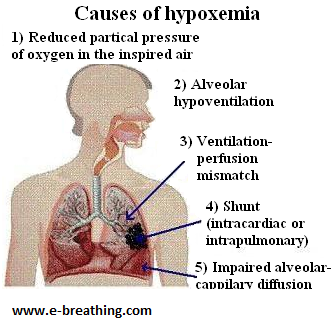 Causes of hypoxemia
1) Reduced partical pressure
of oxygen in the inspired air
2) Alveolar
hypoventilation
3) Ventilation-
perfusion
mismatch
4) Shunt
(intracardiac or
intrapulmonary)
5) Impaired alveolar-
cappilary diffusion
www.e-breathing.com